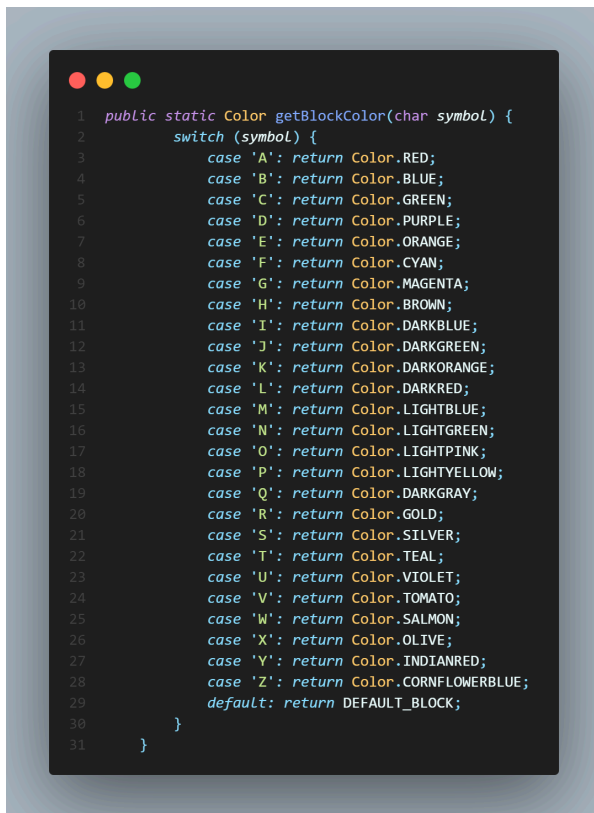 1 public static Color getBlockColor(char symbol) {
2 switch (symbol) {
3 case 'A': return Color.RED;
4 case 'B': return Color.BLUE;
5 case 'C': return Color.GREEN;
6 case 'D': return Color.PURPLE;
7 case 'E': return Color.ORANGE;
8 case 'F': return Color.CYAN;
9 case 'G': return Color.MAGENTA;
10 case 'H': return Color.BROWN;
11 case 'I': return Color.DARKBLUE;
12 case 'J': return Color.DARKGREEN;
13 case 'K': return Color.DARKORANGE;
14 case 'L': return Color.DARKRED;
15 case 'M': return Color.LIGHTBLUE;
16 case 'N': return Color.LIGHTGREEN;
17 case 'O': return Color.LIGHTPINK;
18 case 'P': return Color.LIGHTYELLOW;
19 case 'Q': return Color.DARKGRAY;
20 case 'R': return Color.GOLD;
21 case 'S': return Color.SILVER;
22 case 'T': return Color.TEAL;
23 case 'U': return Color.VIOLET;
24 case 'V': return Color.TOMATO;
25 case 'W': return Color.SALMON;
26 case 'X': return Color.OLIVE;
27 case 'Y': return Color.INDIANRED;
28 case 'Z': return Color.CORNFLOWERBLUE;
29 default: return DEFAULT_BLOCK;
30 }
31 }